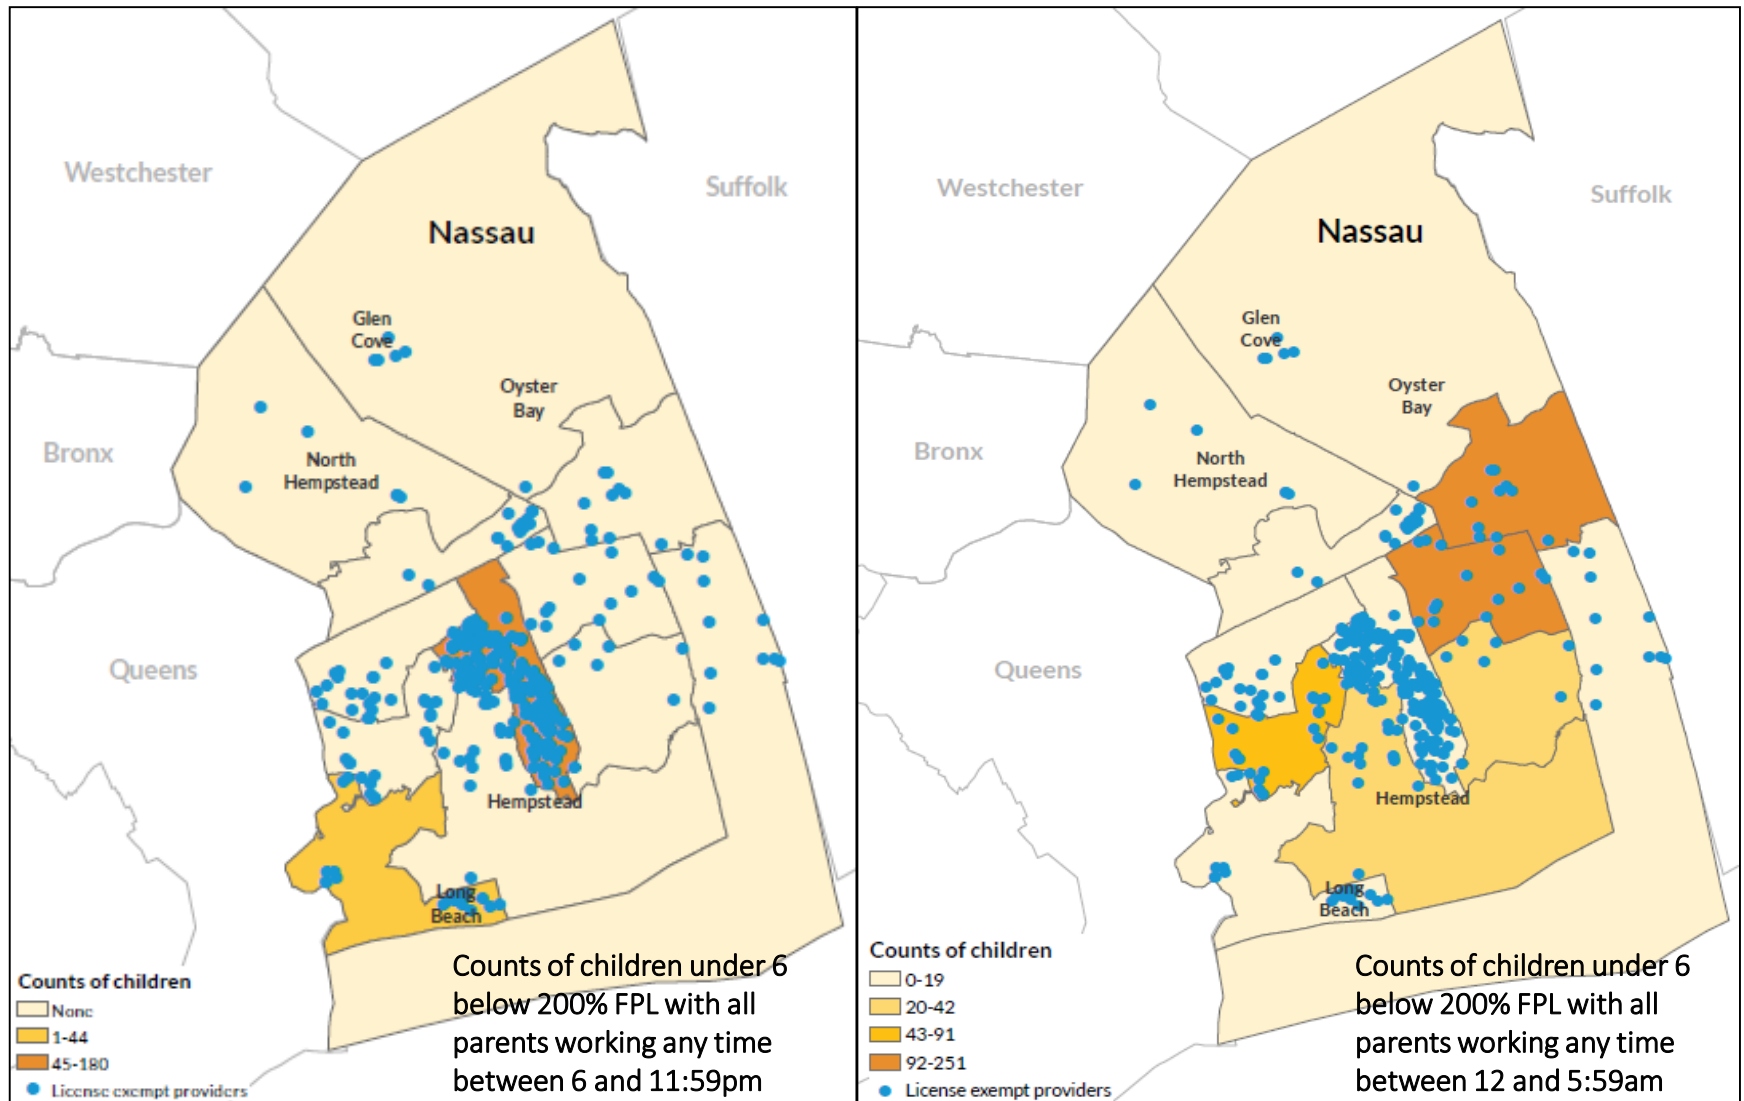 Westchester
Suffolk
Nassau
Glen
Cove
Oyster
Bay
Bronx
North
Hempstead
Queens
Hempstead
Long
Beach
Counts of children
None
1-44
45-180
License exempt providers
Counts of children under 6
below 200% FPL with all
parents working any time
between 6 and 11:59pm
Westchester
Suffolk
Nassau
Glen
Cove
Oyster
Bay
Bronx
North
Hempstead
Queens
Hempstead
Long
Beach
Counts of children
0-19
20-42
43-91
92-251
License exempt providers
Counts of children under 6
below 200% FPL with all
parents working any time
between 12 and 5:59am